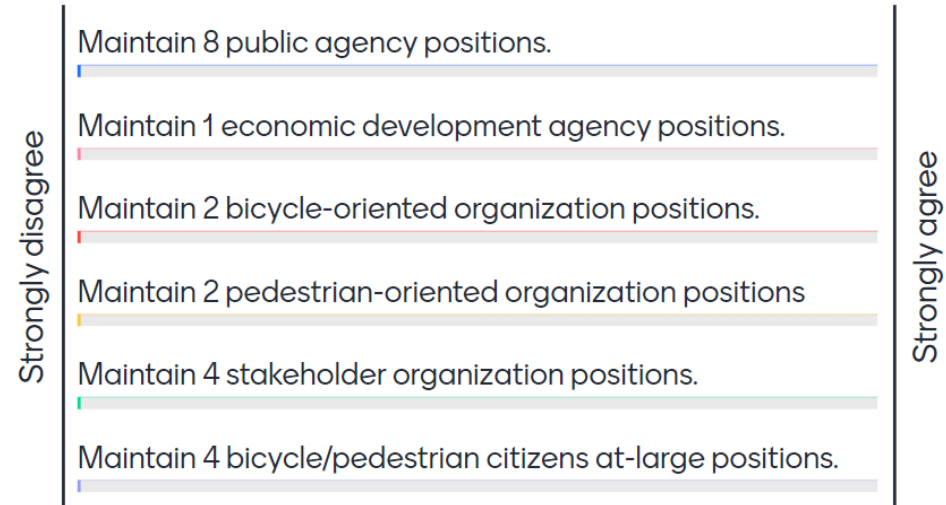 Maintain 8 public agency positions.
Maintain 1 economic development agency positions.
Maintain 2 bicycle-oriented organization positions.
Maintain 2 pedestrian-oriented organization positions
Maintain 4 stakeholder organization positions.
Maintain 4 bicycle/pedestrian citizens at-large positions.
Strongly disagree
Strongly agree